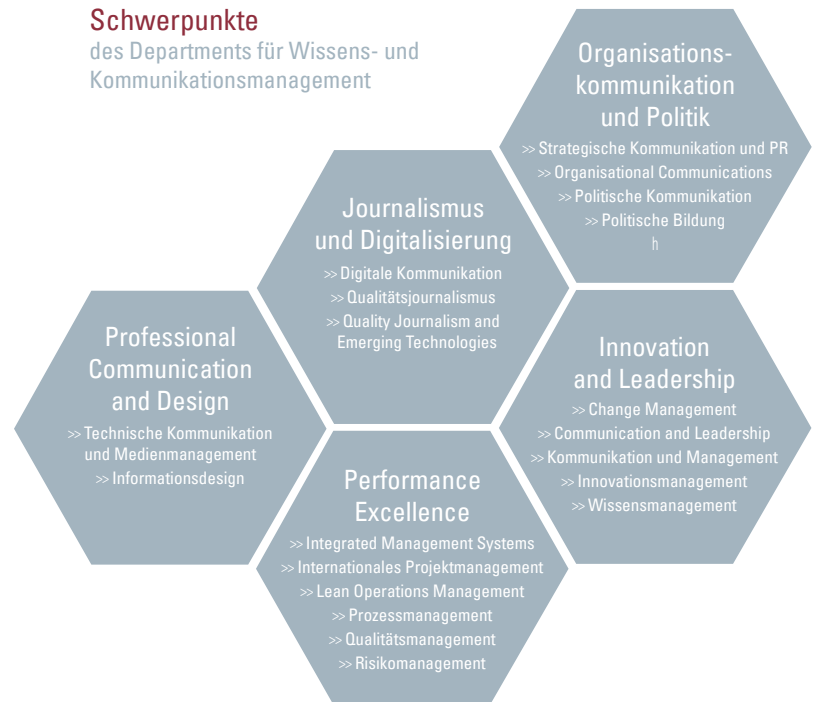 Schwerpunkte
des Departments für Wissens- und
Kommunikationsmanagement
Organisations-
kommunikation
und Politik
>> Strategische Kommunikation und PR
>> Organisational Communications
>> Politische Kommunikation
>> Politische Bildung
h
Journalismus
und Digitalisierung
>> Digitale Kommunikation
>> Qualitätsjournalismus
>> Quality Journalism and
Emerging Technologies
Professional
Communication
and Design
>> Technische Kommunikation
und Medienmanagement
>> Informationsdesign
Innovation
and Leadership
>> Change Management
>> Communication and Leadership
>> Kommunikation und Management
>> Innovationsmanagement
>> Wissensmanagement
Performance
Excellence
>> Integrated Management Systems
>> Internationales Projektmanagement
>> Lean Operations Management
>> Prozessmanagement
>> Qualitätsmanagement
>> Risikomanagement